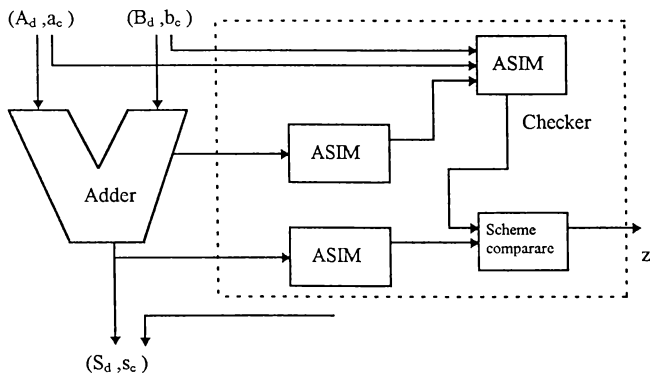 (A_d ,a_c) (B_d ,b_c)
ASIM
Checker
ASIM
Adder
Scheme
comparare
ASIM
z
(S_d ,s_c )